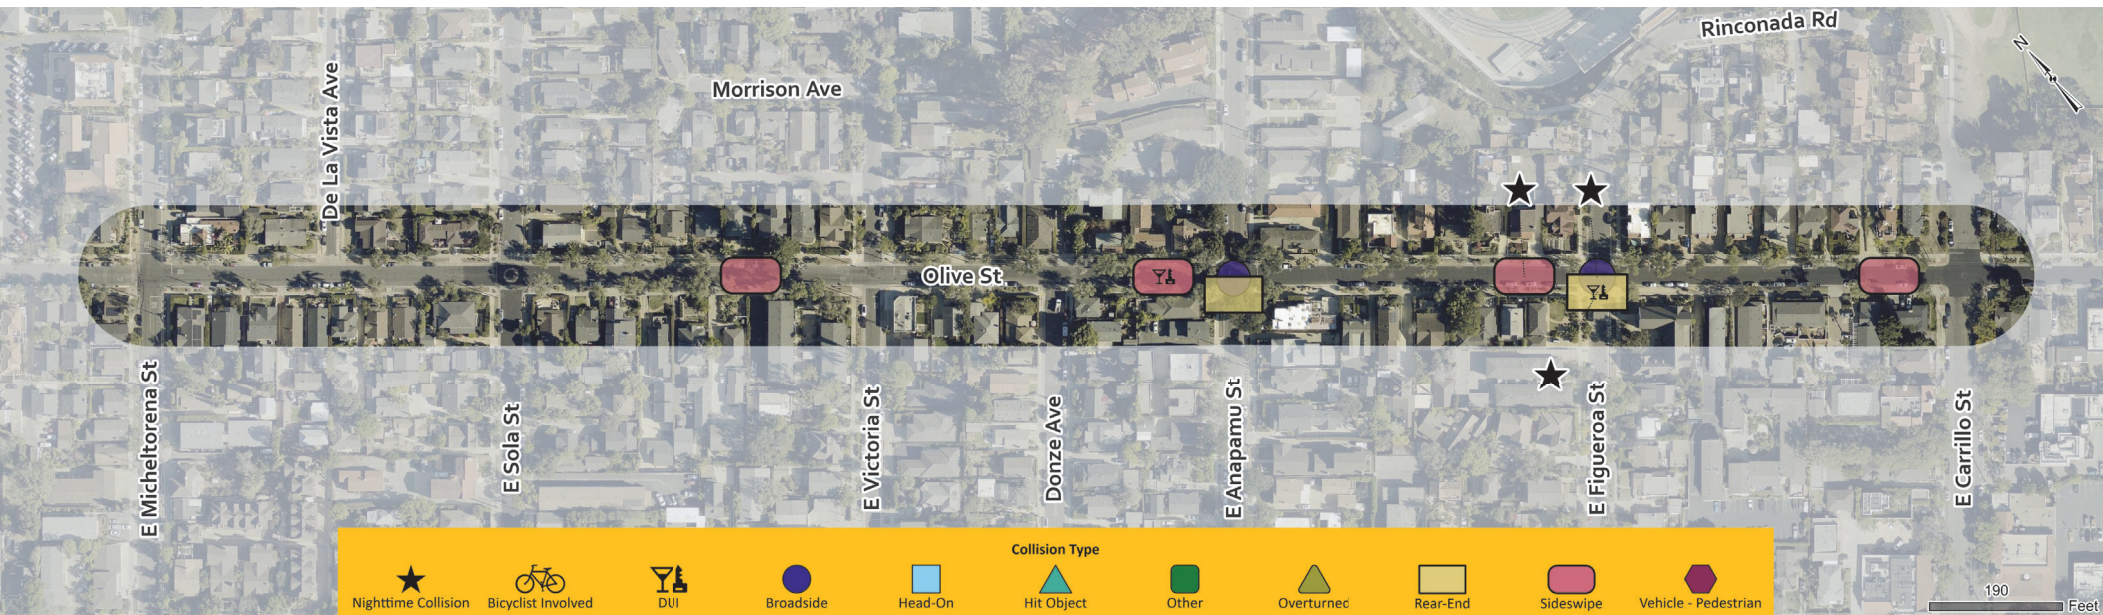 Rinconada Rd
N
De La Vista Ave
Morrison Ave
Olive St
E Micheltorena St
E Sola St
E Victoria St
Donze Ave
E Anapamu St
E Figueroa St
E Carrillo St
Collision Type
Nighttime Collision
Bicyclist Involved
DUI
Broadside
Head-On
Hit Object
Other
Overturned
Rear-End
Sideswipe
Vehicle - Pedestrian
190
Feet